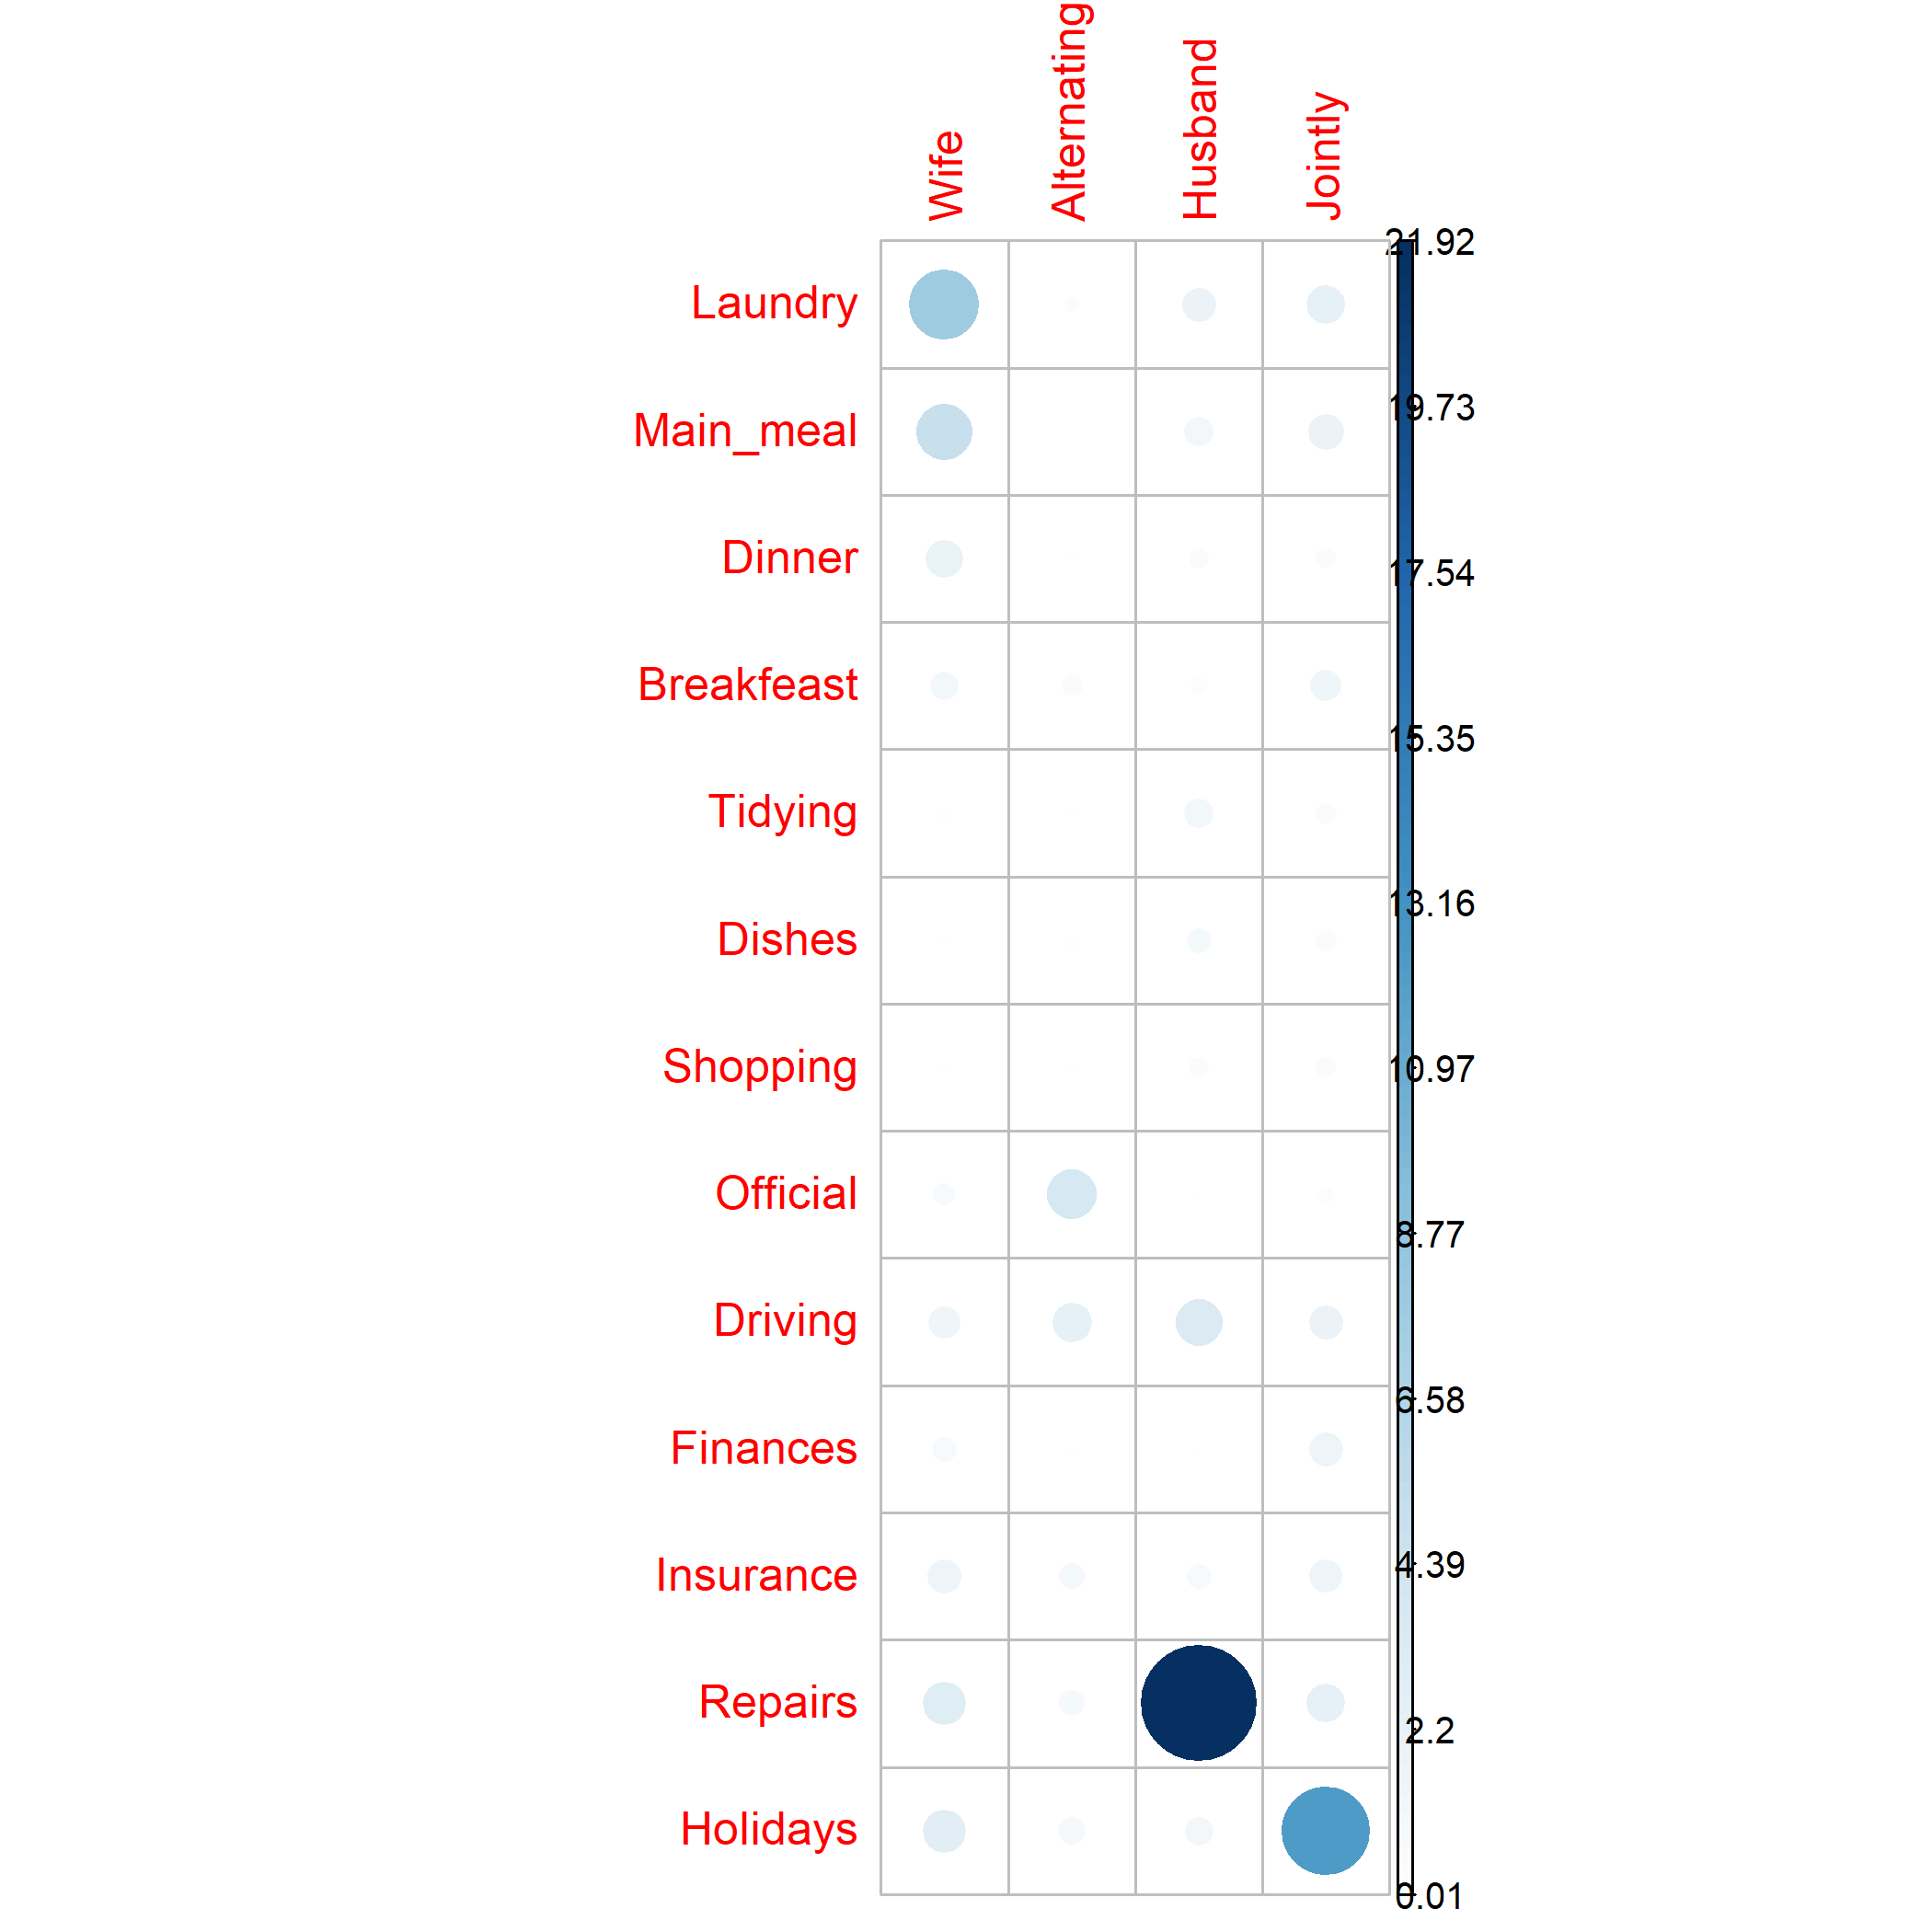 Wife
Alternating
Husband
Jointly
Laundry
Main_meal
Dinner
Breakfeast
Tidying
Dishes
Shopping
Official
Driving
Finances
Insurance
Repairs
Holidays
21.92
19.73
17.54
15.35
13.16
10.97
8.77
6.58
4.39
2.2
0.01